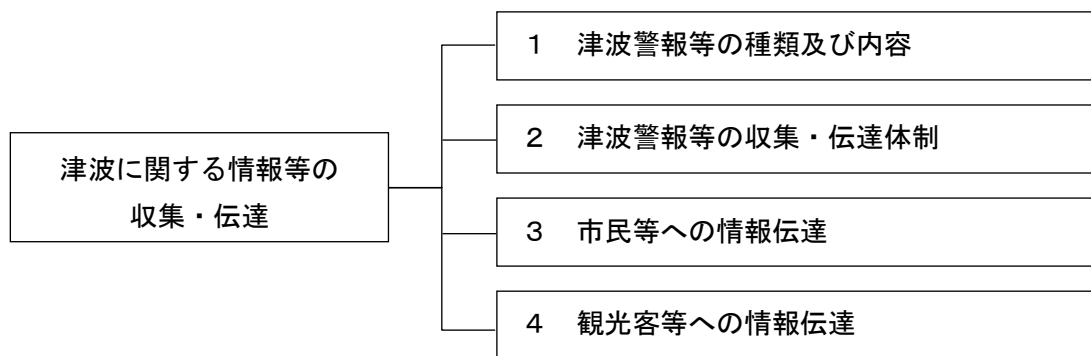 津波に関する情報等の
収集・伝達
１　津波警報等の種類及び内容
２　津波警報等の収集・伝達体制
３　市民等への情報伝達
４　観光客等への情報伝達